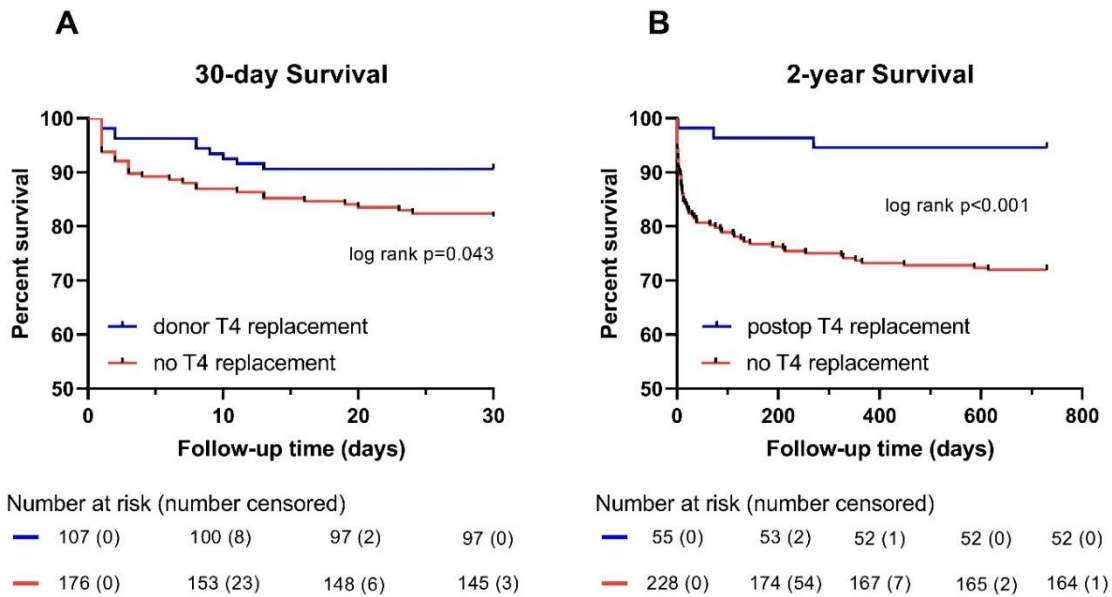 A
30-day Survival
Percent survival
100
90
80
70
60
50
log rank p=0.043
donor T4 replacement
no T4 replacement
0
10
20
30
Follow-up time (days)
Number at risk (number censored)
107 (0) 100 (8) 97 (2) 97 (0)
176 (0) 153 (23) 148 (6) 145 (3)
B
2-year Survival
Percent survival
100
90
80
70
60
50
log rank p<0.001
postop T4 replacement
no T4 replacement
0
200
400
600
800
Follow-up time (days)
Number at risk (number censored)
55 (0) 53 (2) 52 (1) 52 (0) 52 (0)
228 (0) 174 (54) 167 (7) 165 (2) 164 (1)